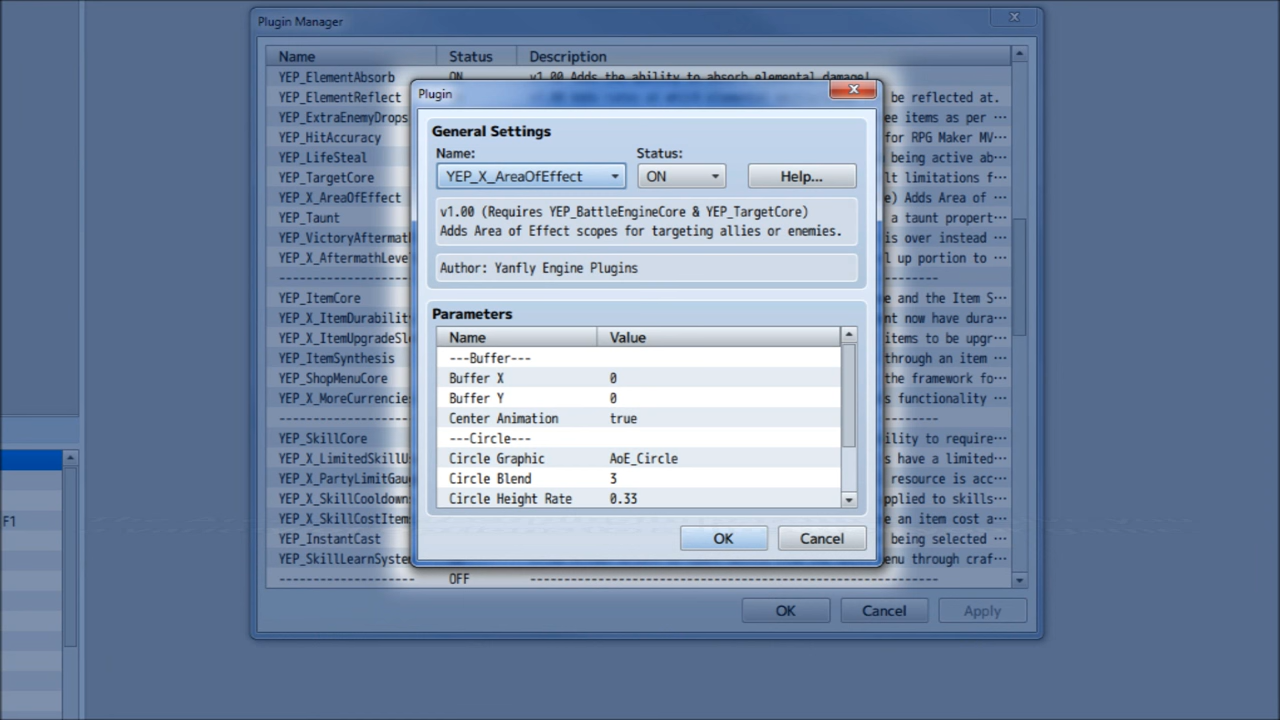 Plugin Manager
Name Status Description
YEP_ElementAbsorb ON v1.00 Adds the ability to absorb elemental damage!
YEP_ElementReflect be reflected at.
YEP_ExtraEnemyDrops e items as per ···
YEP_HitAccuracy for RPG Maker MV···
YEP_LifeSteal being active ab···
YEP_TargetCore lt limitations f···
YEP_X_AreaOfEffect e) Adds Area of ···
YEP_Taunt a taunt propert···
YEP_VictoryAftermath is over instead ···
YEP_X_AftermathLeve l up portion to ···
YEP_ItemCore e and the Item S···
YEP_X_ItemDurabilit nt now have dura···
YEP_X_ItemUpgradeSl items to be upgr···
YEP_ItemSynthesis through an item ···
YEP_ShopMenuCore the framework fo···
YEP_X_MoreCurrencie s functionality ···
YEP_SkillCore ility to require···
YEP_X_LimitedSkillU s have a limited···
YEP_X_PartyLimitGau resource is acc···
YEP_X_SkillCooldown pplied to skills···
YEP_X_SkillCostItem e an item cost a···
YEP_InstantCast being selected ···
YEP_SkillLearnSyste enu through craf···
-------------------- OFF ------------------------------------------------------------
OK Cancel Apply
F1
Plugin
General Settings
Name: Status:
YEP_X_AreaOfEffect ON Help...
v1.00 (Requires YEP_BattleEngineCore & YEP_TargetCore)
Adds Area of Effect scopes for targeting allies or enemies.
Author: Yanfly Engine Plugins
Parameters
Name Value
---Buffer---
Buffer X 0
Buffer Y 0
Center Animation true
---Circle---
Circle Graphic AoE_Circle
Circle Blend 3
Circle Height Rate 0.33
OK Cancel